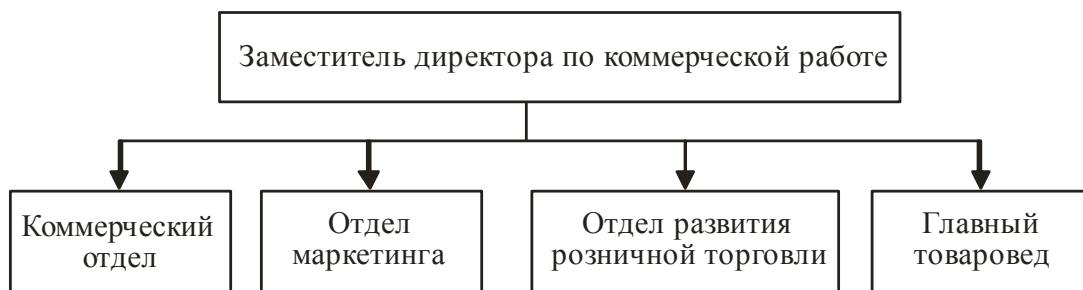 Заместитель директора по коммерческой работе
Коммерческий
отдел
Отдел
маркетинга
Отдел развития
розничной торговли
Главный
товаровед